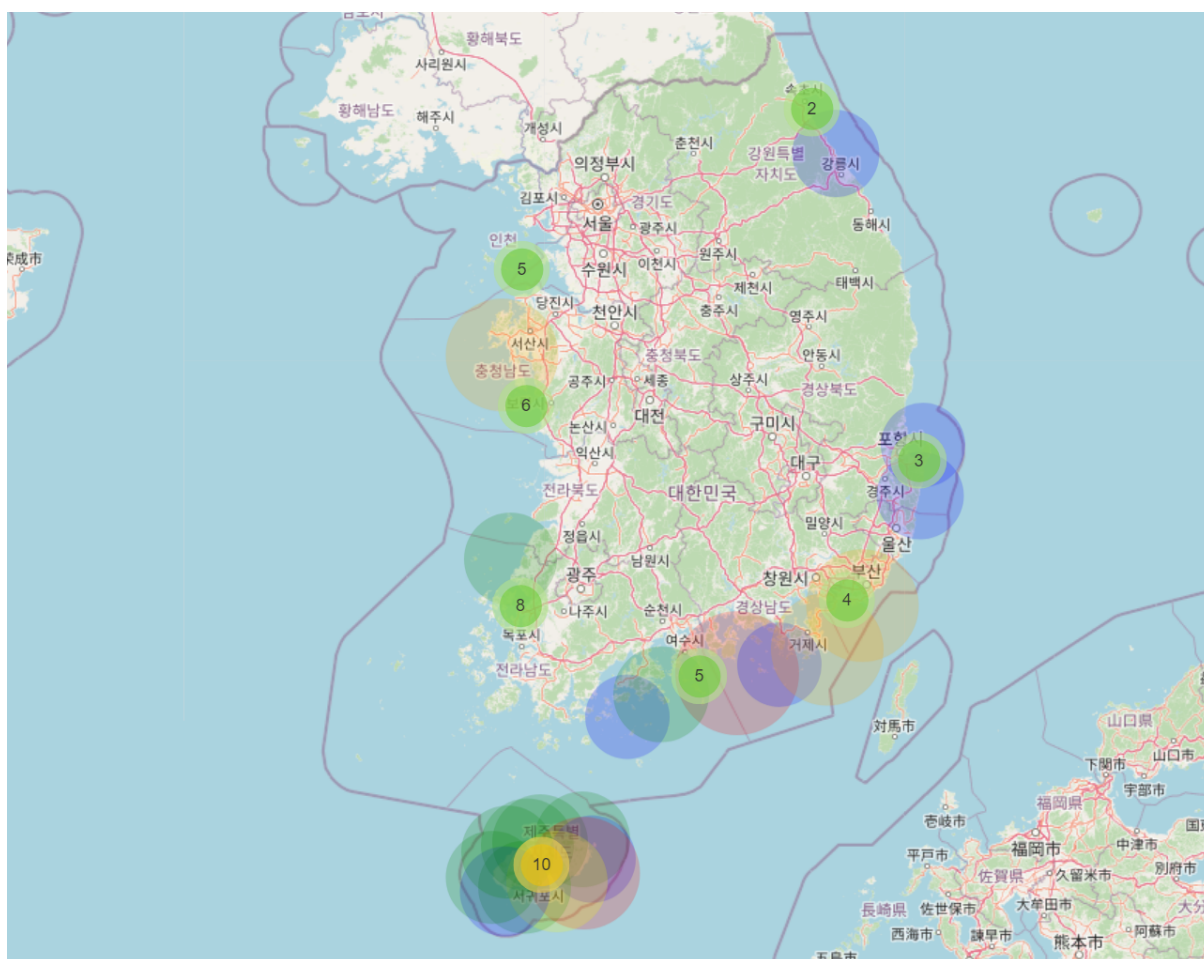 황해북도
사리원시
황해남도
해주시
개성시
2
춘천시
강원특별
자치도
강릉시
의정부시
김포시
서울
경기도
광주시
동해시
인천
원주시
이천시
수원시
5
태백시
荣成市
제천시
당진시
충주시
천안시
영주시
서산시
충청북도
안동시
충청남도
공주시
세종
상주시
경상북도
6
대전
논산시
구미시
포항시
익산시
대구
3
전라북도
대한민국
경주시
정읍시
밀양시
울산
남원시
광주
창원시
부산
8
나주시
순천시
경상남도
4
목포시
여수시
거제시
전라남도
5
対馬市
山口県
山口市
下関市
宇部市
福岡県
壱岐市
제주특별
福岡市
中津市
平戸市
10
佐賀県
久留米市
別府市
서귀포시
佐世保市
大牟田市
長崎県
西海市
諫早市
阿蘇市
熊本市
五島市